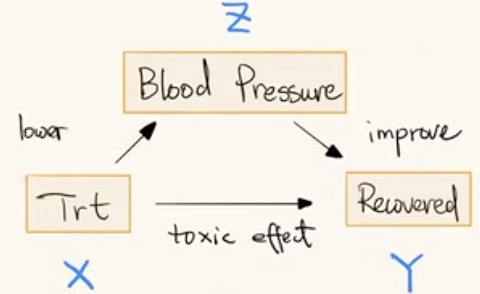 Z
Blood Pressure
lower
improve
Trt
toxic effect
Recovered
X
Y